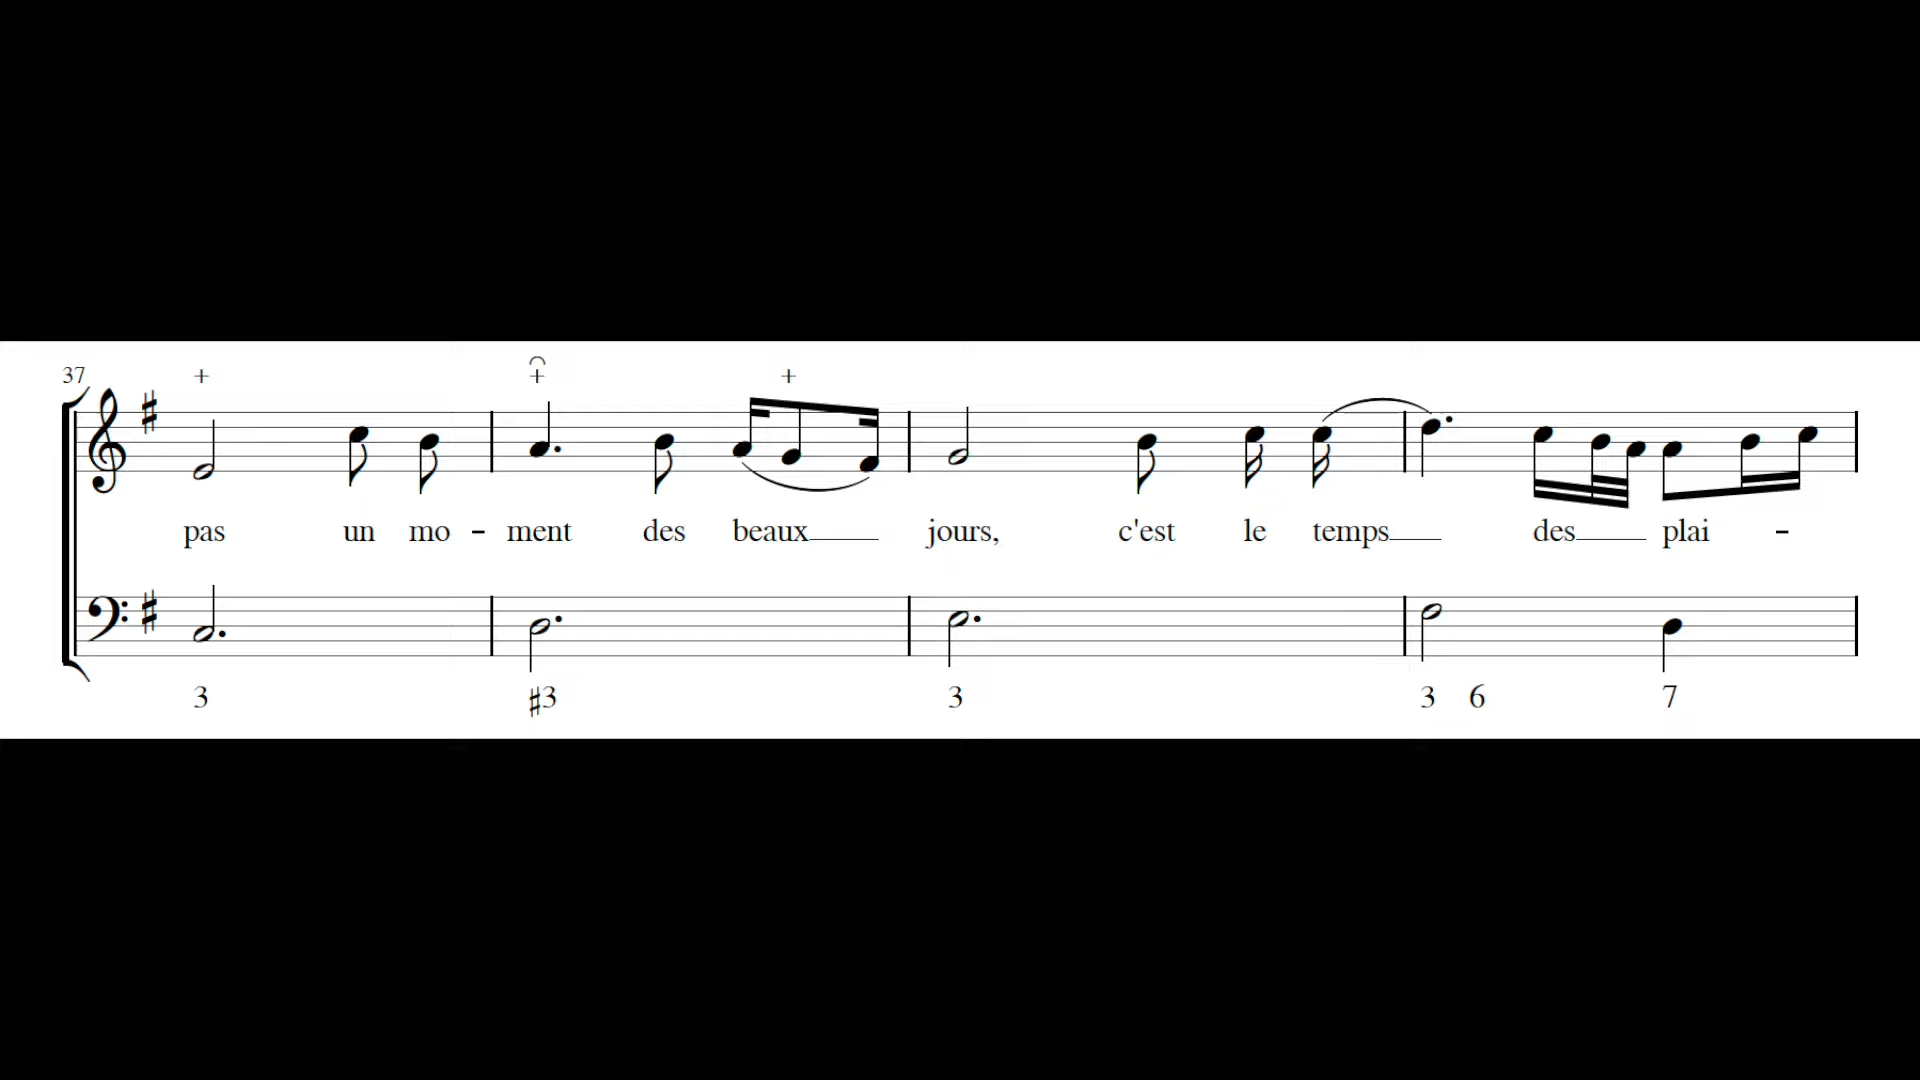 37 + + +
pas un mo - ment des beaux jours, c'est le temps des plai -
3 #3 3 3 6 7